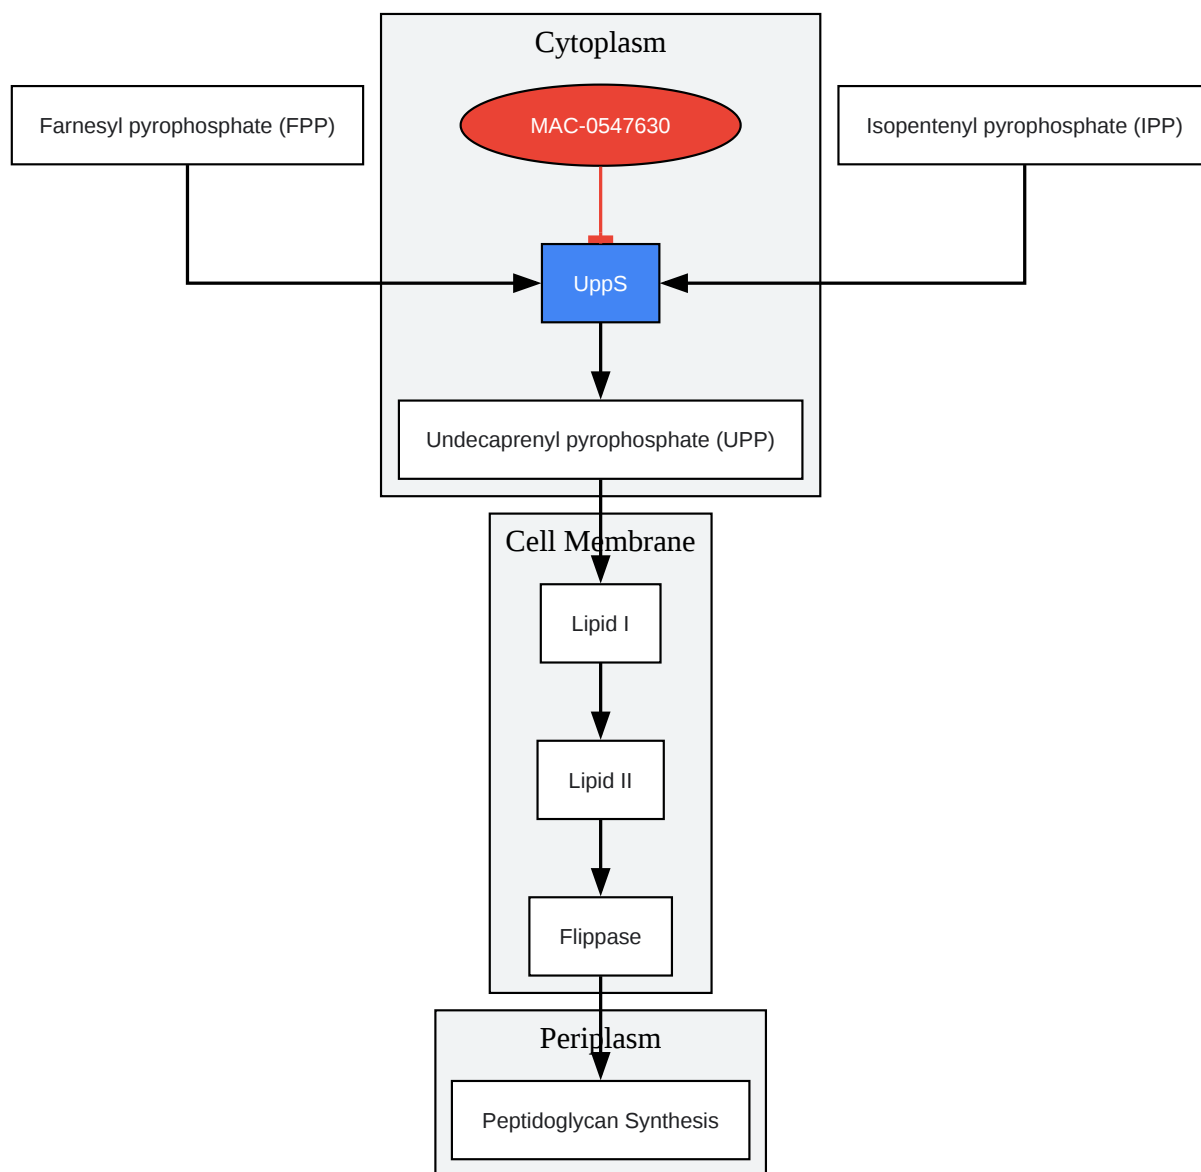 Cytoplasm
Farnesyl pyrophosphate (FPP)
MAC-0547630
Isopentenyl pyrophosphate (IPP)
UppS
Undecaprenyl pyrophosphate (UPP)
Cell Membrane
Lipid I
Lipid II
Flippase
Periplasm
Peptidoglycan Synthesis